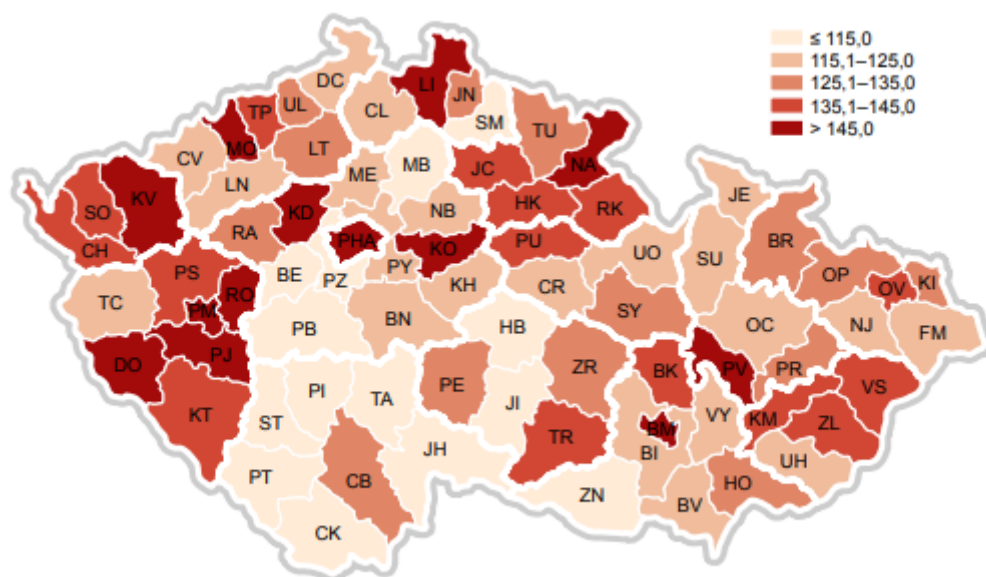 ≤ 115,0
115,1–125,0
125,1–135,0
135,1–145,0
> 145,0
DC
LI
JN
TP
UL
CL
SM
TU
MO
LT
CV
MB
NA
JC
ME
LN
KV
SO
NB
HK
RK
KD
JE
RA
PHA
KO
PU
CH
BR
PS
BE
PY
UO
SU
PZ
OP
KH
CR
TC
RO
OV
KI
PM
PB
BN
HB
SY
OC
NJ
FM
DO
PJ
ZR
PV
PR
BK
VS
PI
TA
PE
JI
KT
ST
VY
KM
ZL
TR
BM
JH
BI
UH
PT
CB
HO
ZN
BV
CK